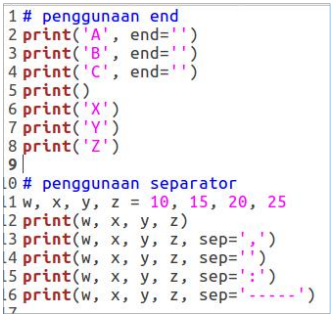 1 # penggunaan end
2 print('A', end='')
3 print('B', end='')
4 print('C', end='')
5 print()
6 print('X')
7 print('Y')
8 print('Z')
9
10 # penggunaan separator
11 w, x, y, z = 10, 15, 20, 25
12 print(w, x, y, z)
13 print(w, x, y, z, sep=',')
14 print(w, x, y, z, sep='')
15 print(w, x, y, z, sep=':')
16 print(w, x, y, z, sep='-----')